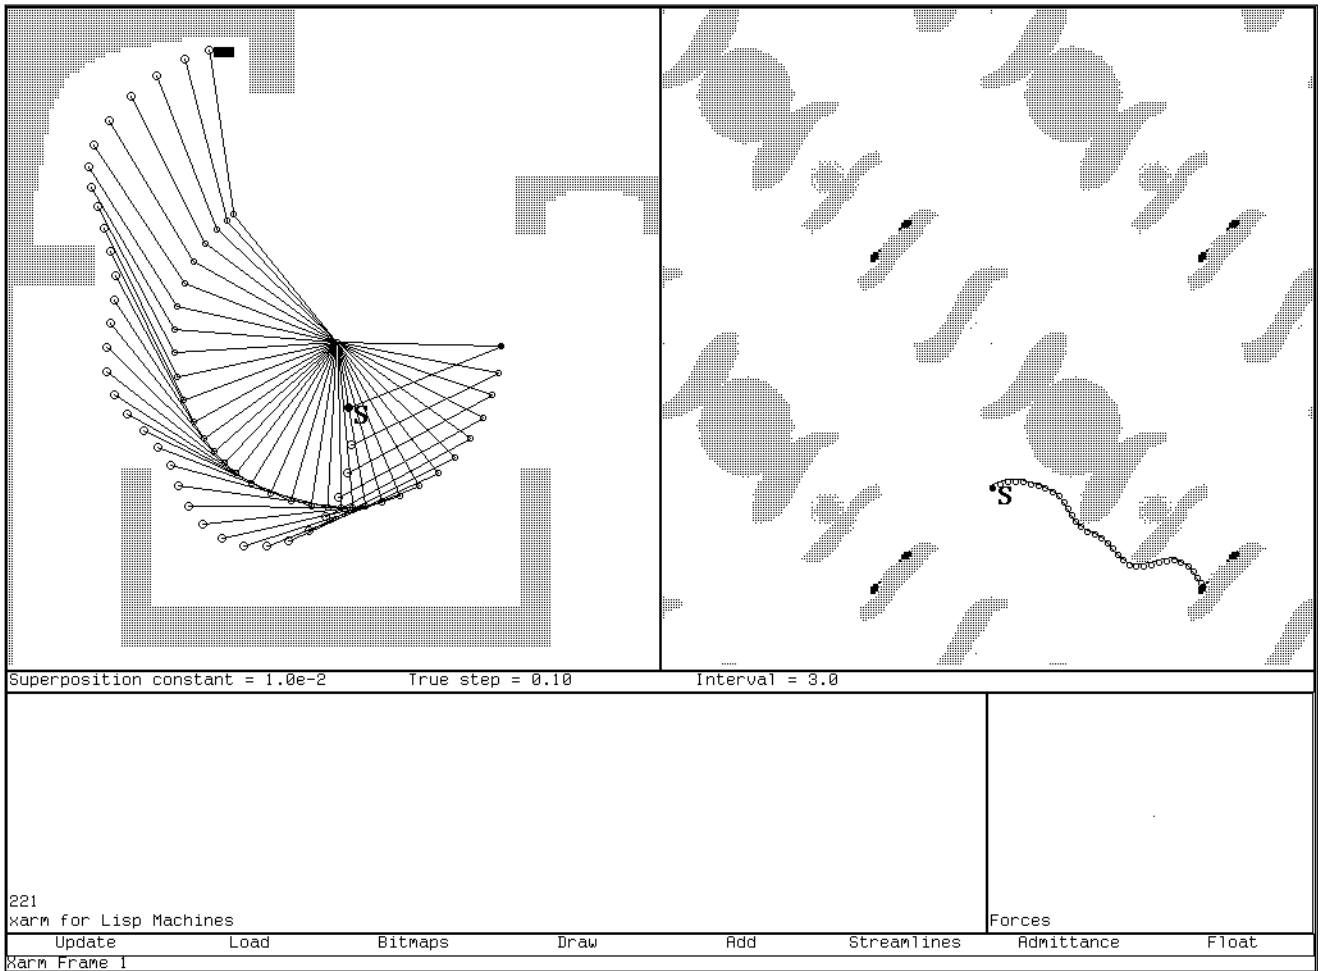 S
S
Superposition constant = 1.0e-2 True step = 0.10 Interval = 3.0
221
xarm for Lisp Machines
Forces
Update Load Bitmaps Draw Add Streamlines Admittance Float
Xarm Frame 1